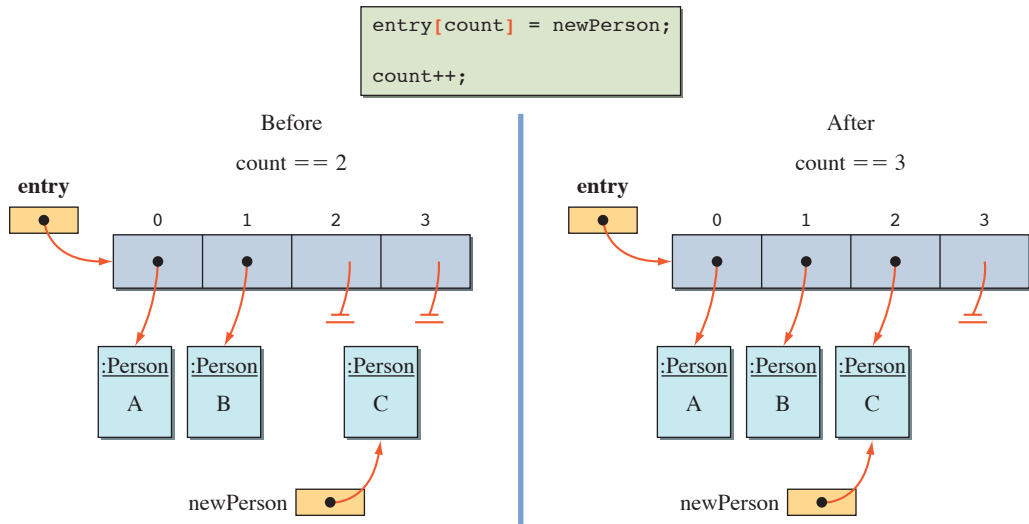 entry[count] = newPerson;
count++;
Before
count == 2
entry
0 1 2 3
:Person
A
:Person
B
:Person
C
newPerson
After
count == 3
entry
0 1 2 3
:Person
A
:Person
B
:Person
C
newPerson